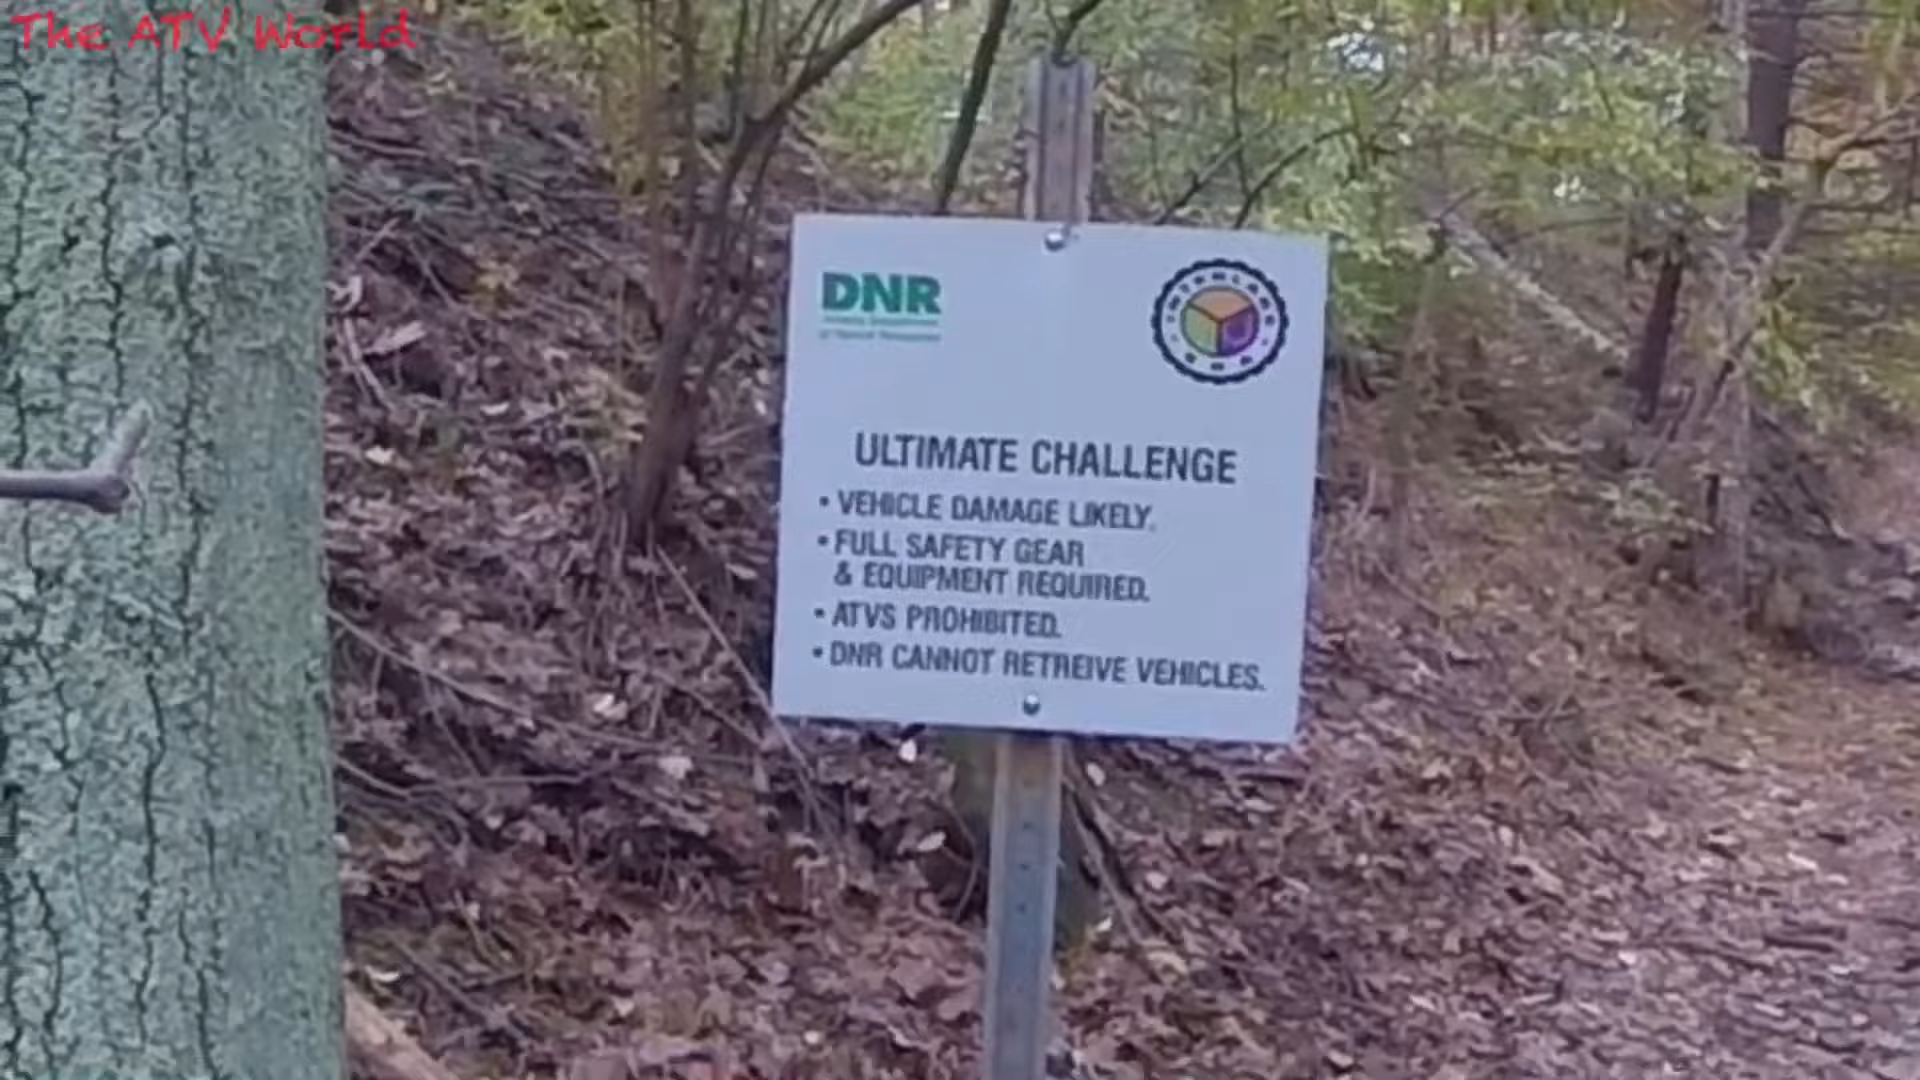 The ATV World
DNR
ULTIMATE CHALLENGE
• VEHICLE DAMAGE LIKELY.
• FULL SAFETY GEAR
& EQUIPMENT REQUIRED.
• ATVS PROHIBITED.
• DNR CANNOT RETREIVE VEHICLES.